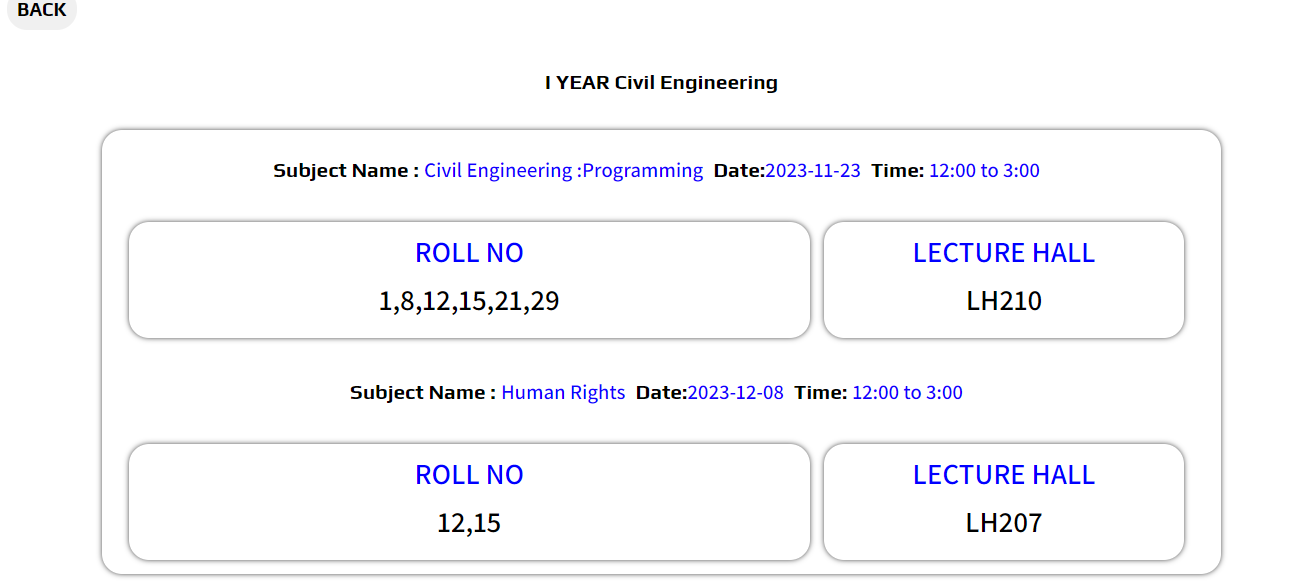 BACK
I YEAR Civil Engineering
Subject Name : Civil Engineering :Programming Date:2023-11-23 Time: 12:00 to 3:00
ROLL NO
1,8,12,15,21,29
LECTURE HALL
LH210
Subject Name : Human Rights Date:2023-12-08 Time: 12:00 to 3:00
ROLL NO
12,15
LECTURE HALL
LH207